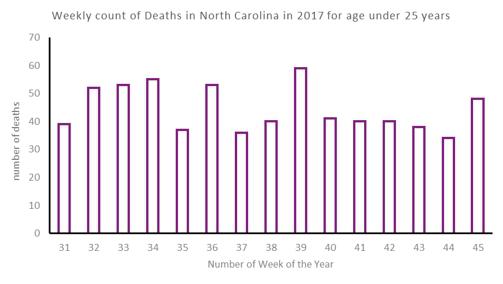 Weekly count of Deaths in North Carolina in 2017 for age under 25 years
number of deaths
70
60
50
40
30
20
10
0
31 32 33 34 35 36 37 38 39 40 41 42 43 44 45
Number of Week of the Year